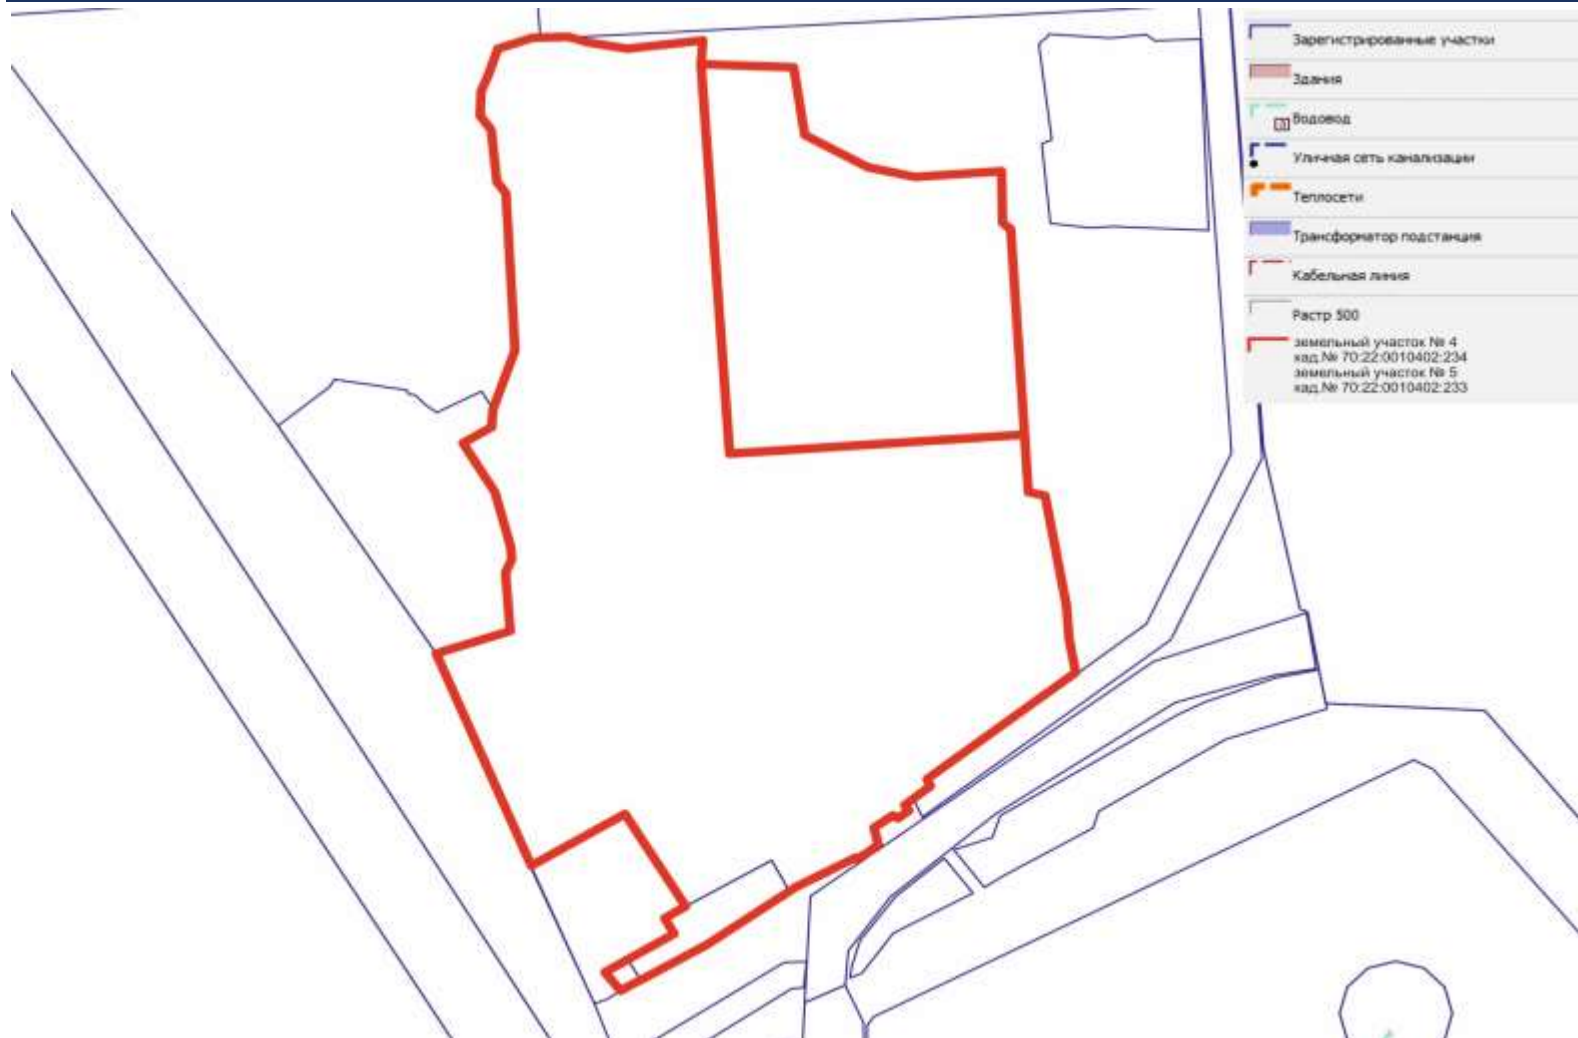 Зарегистрированные участки
Здания
Водовод
Уличная сеть канализации
Теплосети
Трансформатор подстанция
Кабельная линия
Растр 500
земельный участок № 4
кад.№ 70:22:0010402:234
земельный участок № 5
кад.№ 70:22:0010402:233